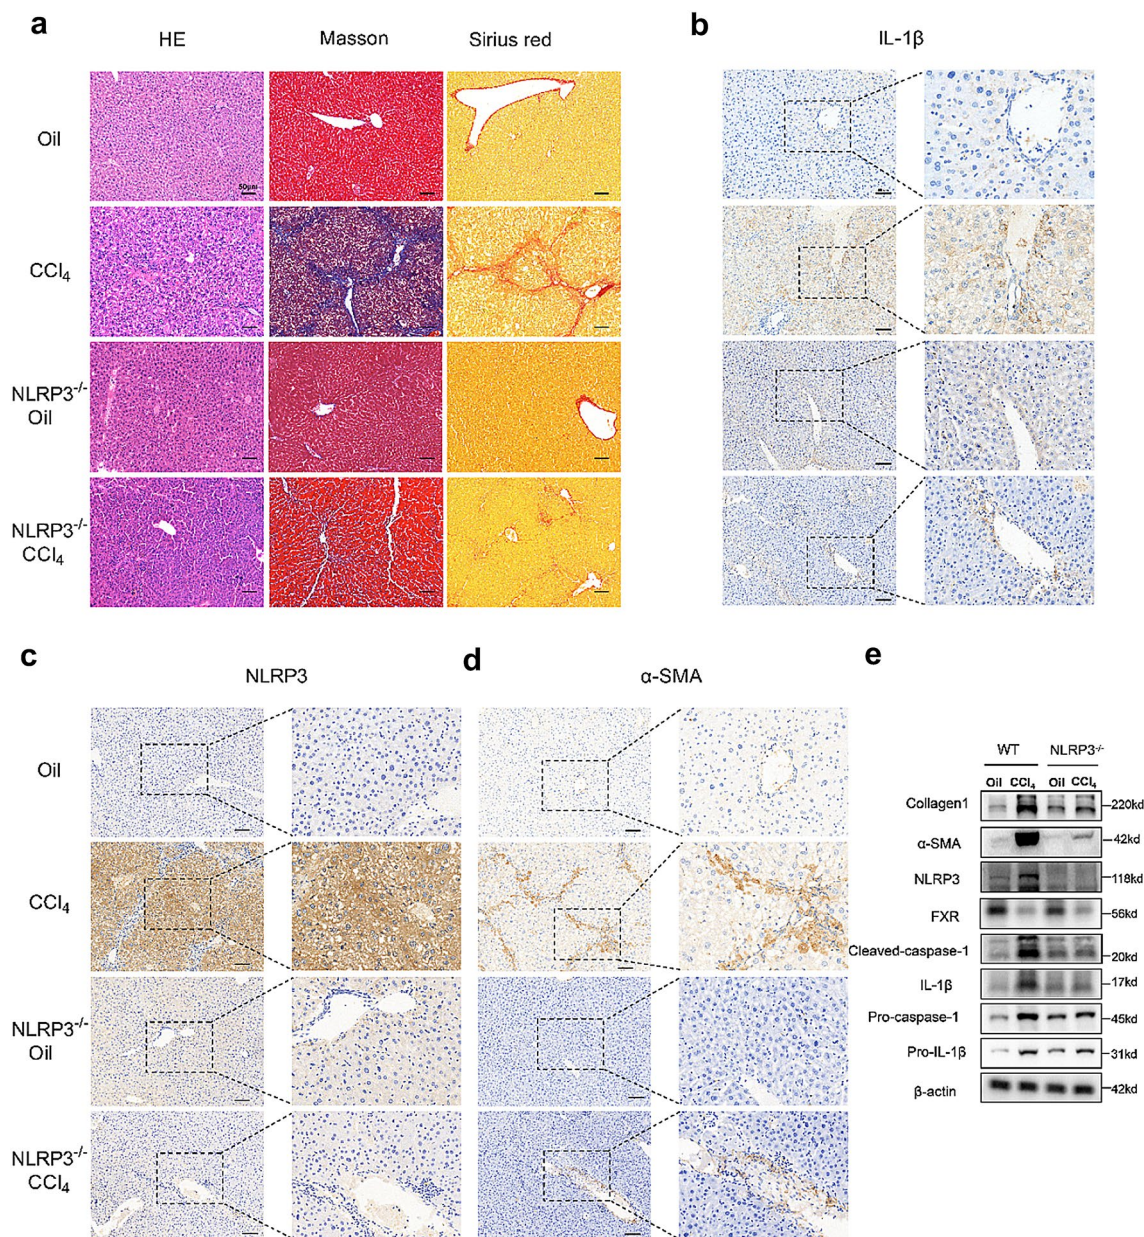 a
HE Masson Sirius red
Oil
50μm
CCl₄
NLRP3⁻/⁻
Oil
NLRP3⁻/⁻
CCl₄
b
IL-1β
c
NLRP3
Oil
CCl₄
NLRP3⁻/⁻
Oil
NLRP3⁻/⁻
CCl₄
d
α-SMA
e
WT NLRP3⁻/⁻
Oil CCl₄ Oil CCl₄
Collagen1 220kd
α-SMA 42kd
NLRP3 118kd
FXR 56kd
Cleaved-caspase-1 20kd
IL-1β 17kd
Pro-caspase-1 45kd
Pro-IL-1β 31kd
β-actin 42kd